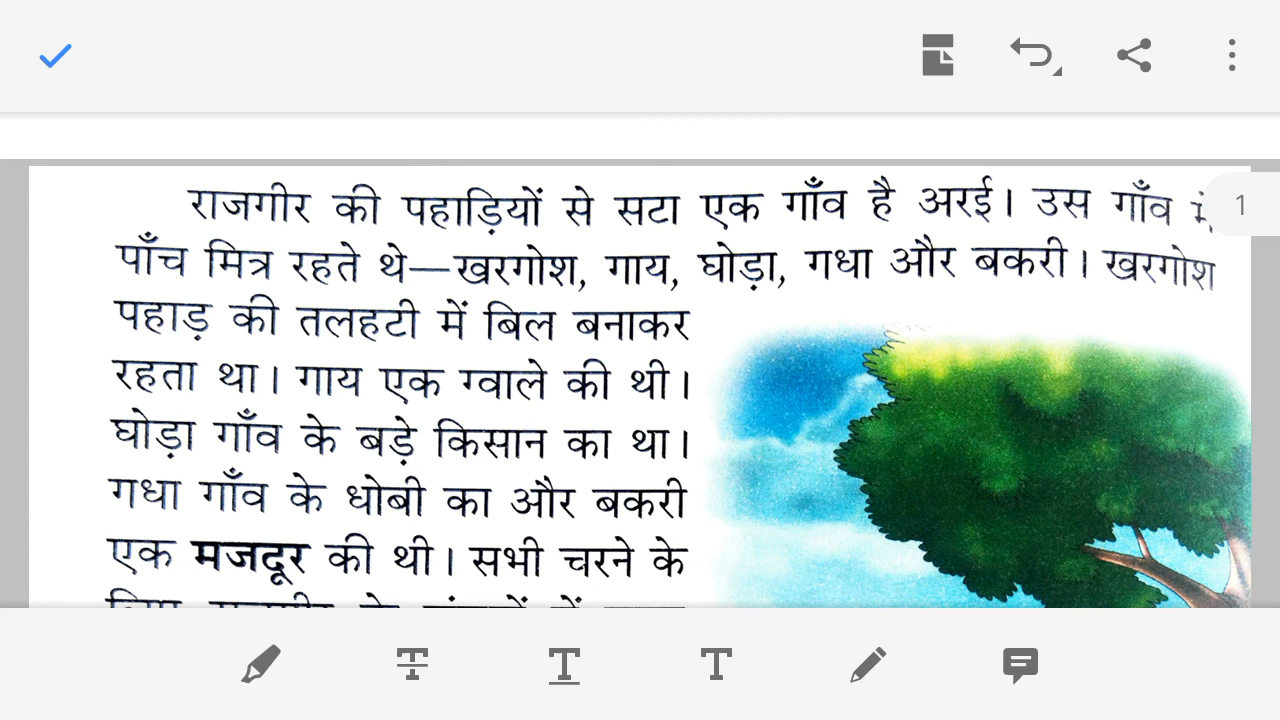 राजगीर की पहाड़ियों से सटा एक गाँव है अरई। उस गाँव
1
पाँच मित्र रहते थे—खरगोश, गाय, घोड़ा, गधा और बकरी। खरगोश
पहाड़ की तलहटी में बिल बनाकर
रहता था। गाय एक ग्वाले की थी।
घोड़ा गाँव के बड़े किसान का था।
गधा गाँव के धोबी का और बकरी
एक मजदूर की थी। सभी चरने के